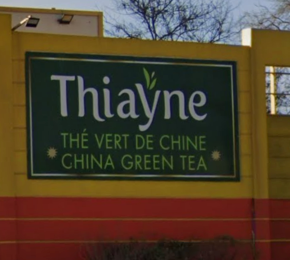 Thiayne
THÉ VERT DE CHINE
CHINA GREEN TEA